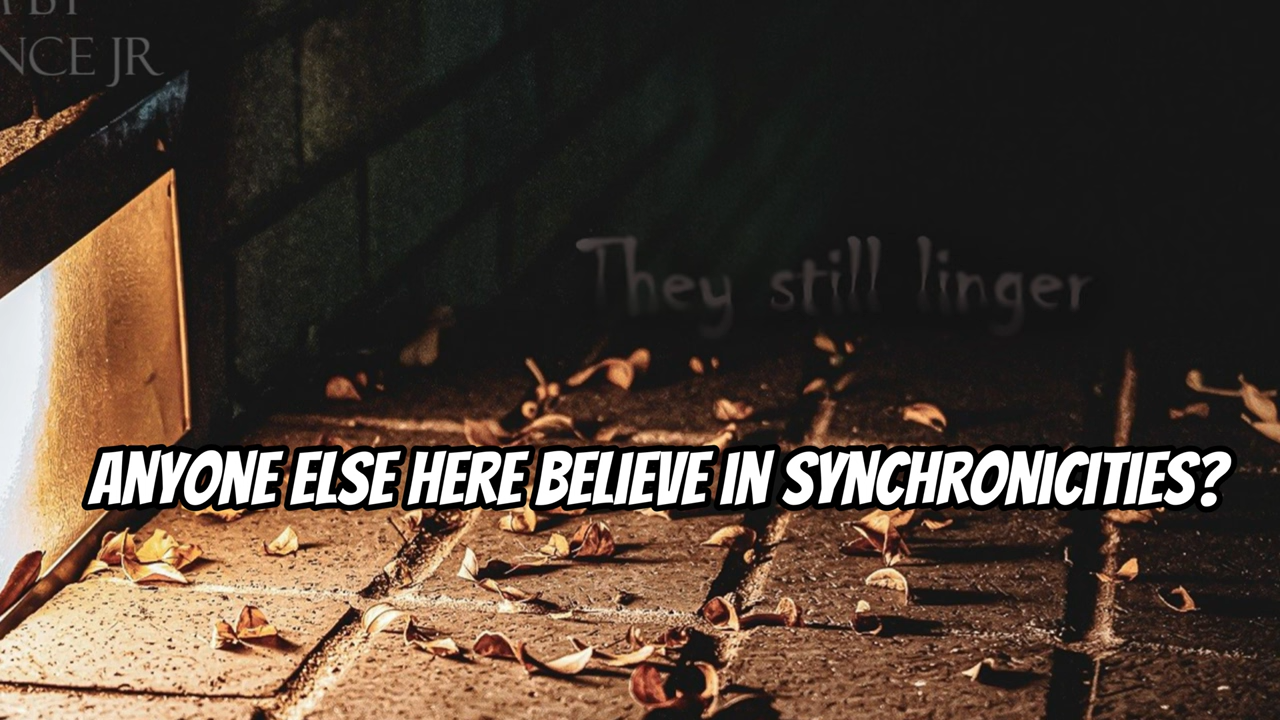 NCE JR
They still linger
ANYONE ELSE HERE BELIEVE IN SYNCHRONICITIES?